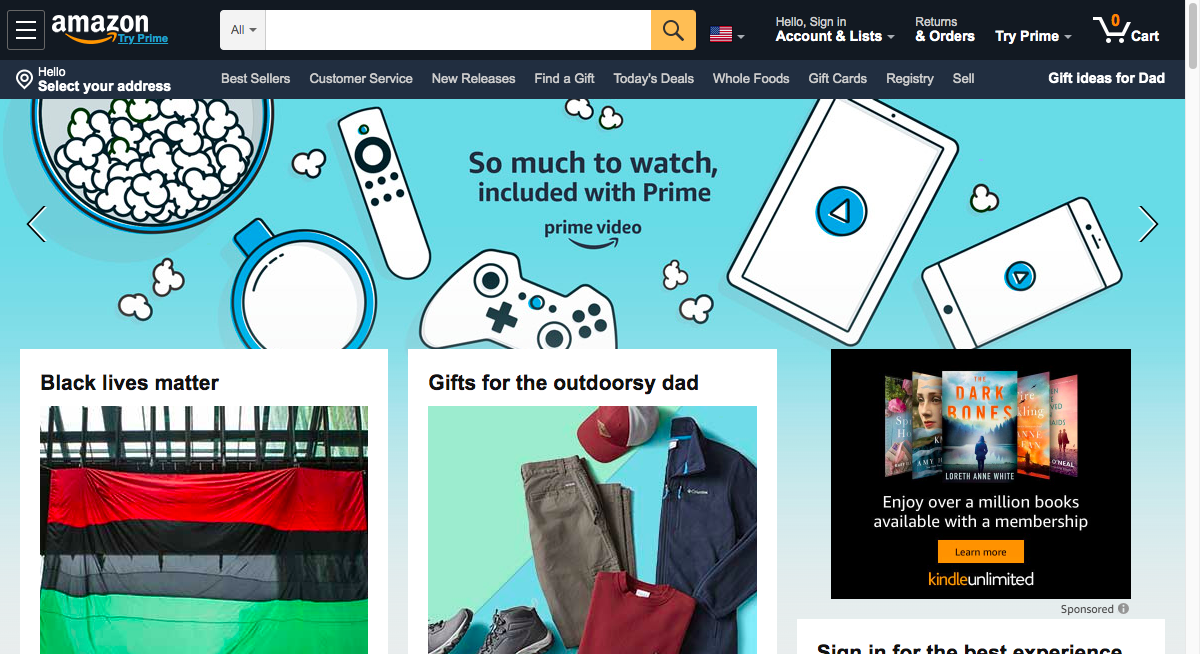 amazon
Try Prime
All
Hello, Sign in
Account & Lists
Returns
& Orders
Try Prime
0
Cart
Hello
Select your address
Best Sellers
Customer Service
New Releases
Find a Gift
Today's Deals
Whole Foods
Gift Cards
Registry
Sell
Gift ideas for Dad
So much to watch,
included with Prime
prime video
Black lives matter
Gifts for the outdoorsy dad
Columbia
THE
DARK
BONES
LORETH ANNE WHITE
O'NEAL
Enjoy over a million books
available with a membership
Learn more
kindleunlimited
Sponsored
Sign in for the best experience